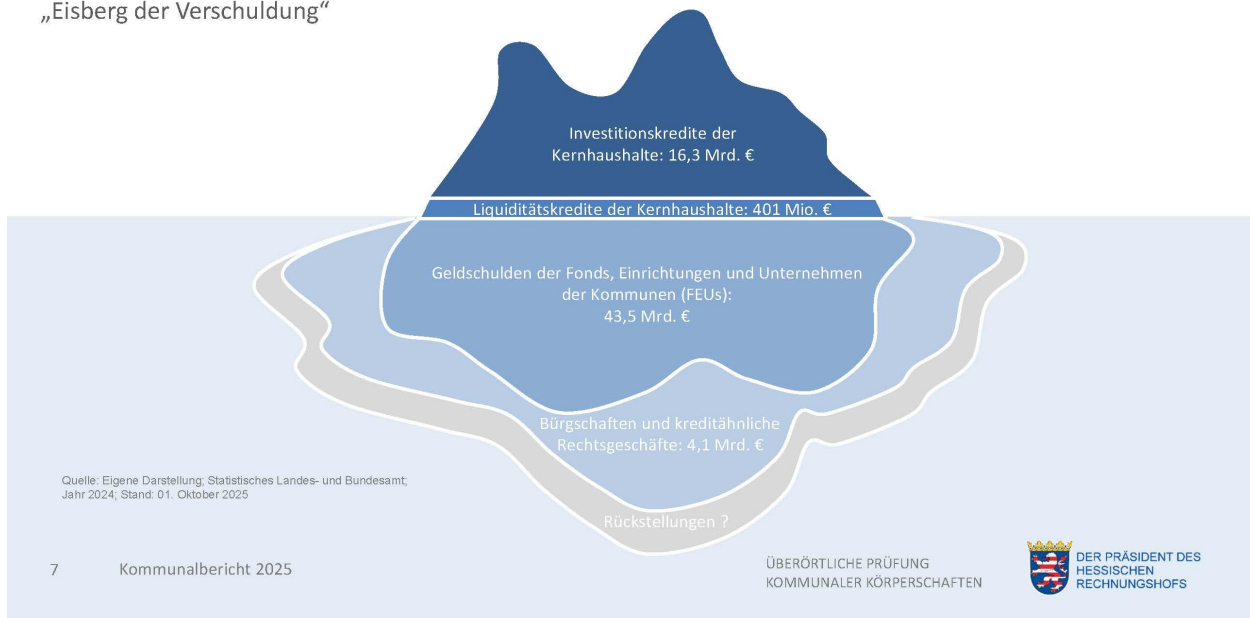 „Eisberg der Verschuldung“
Investitionskredite der
Kernhaushalte: 16,3 Mrd. €
Liquiditätskredite der Kernhaushalte: 401 Mio. €
Geldschulden der Fonds, Einrichtungen und Unternehmen
der Kommunen (FEUs):
43,5 Mrd. €
Bürgschaften und kreditähnliche
Rechtsgeschäfte: 4,1 Mrd. €
Rückstellungen ?
Quelle: Eigene Darstellung; Statistisches Landes- und Bundesamt;
Jahr 2024; Stand: 01. Oktober 2025
7 Kommunalbericht 2025
ÜBERÖRTLICHE PRÜFUNG
KOMMUNALER KÖRPERSCHAFTEN
DER PRÄSIDENT DES
HESSISCHEN
RECHNUNGSHOFS